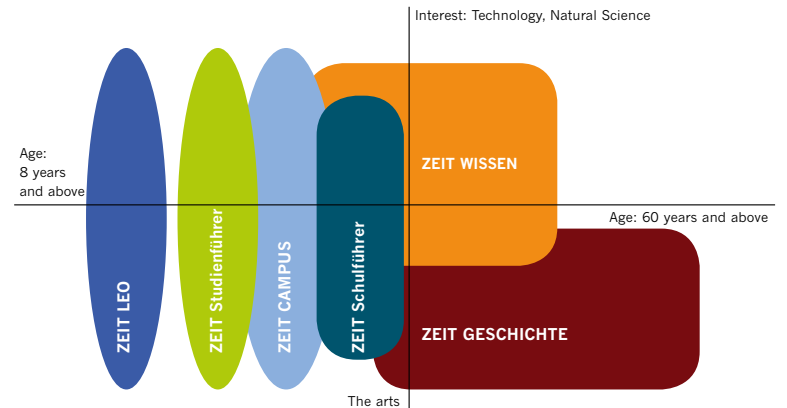 Interest: Technology, Natural Science
Age:
8 years
and above
ZEIT WISSEN
Age: 60 years and above
ZEIT LEO
ZEIT Studienführer
ZEIT CAMPUS
ZEIT Schulführer
ZEIT GESCHICHTE
The arts